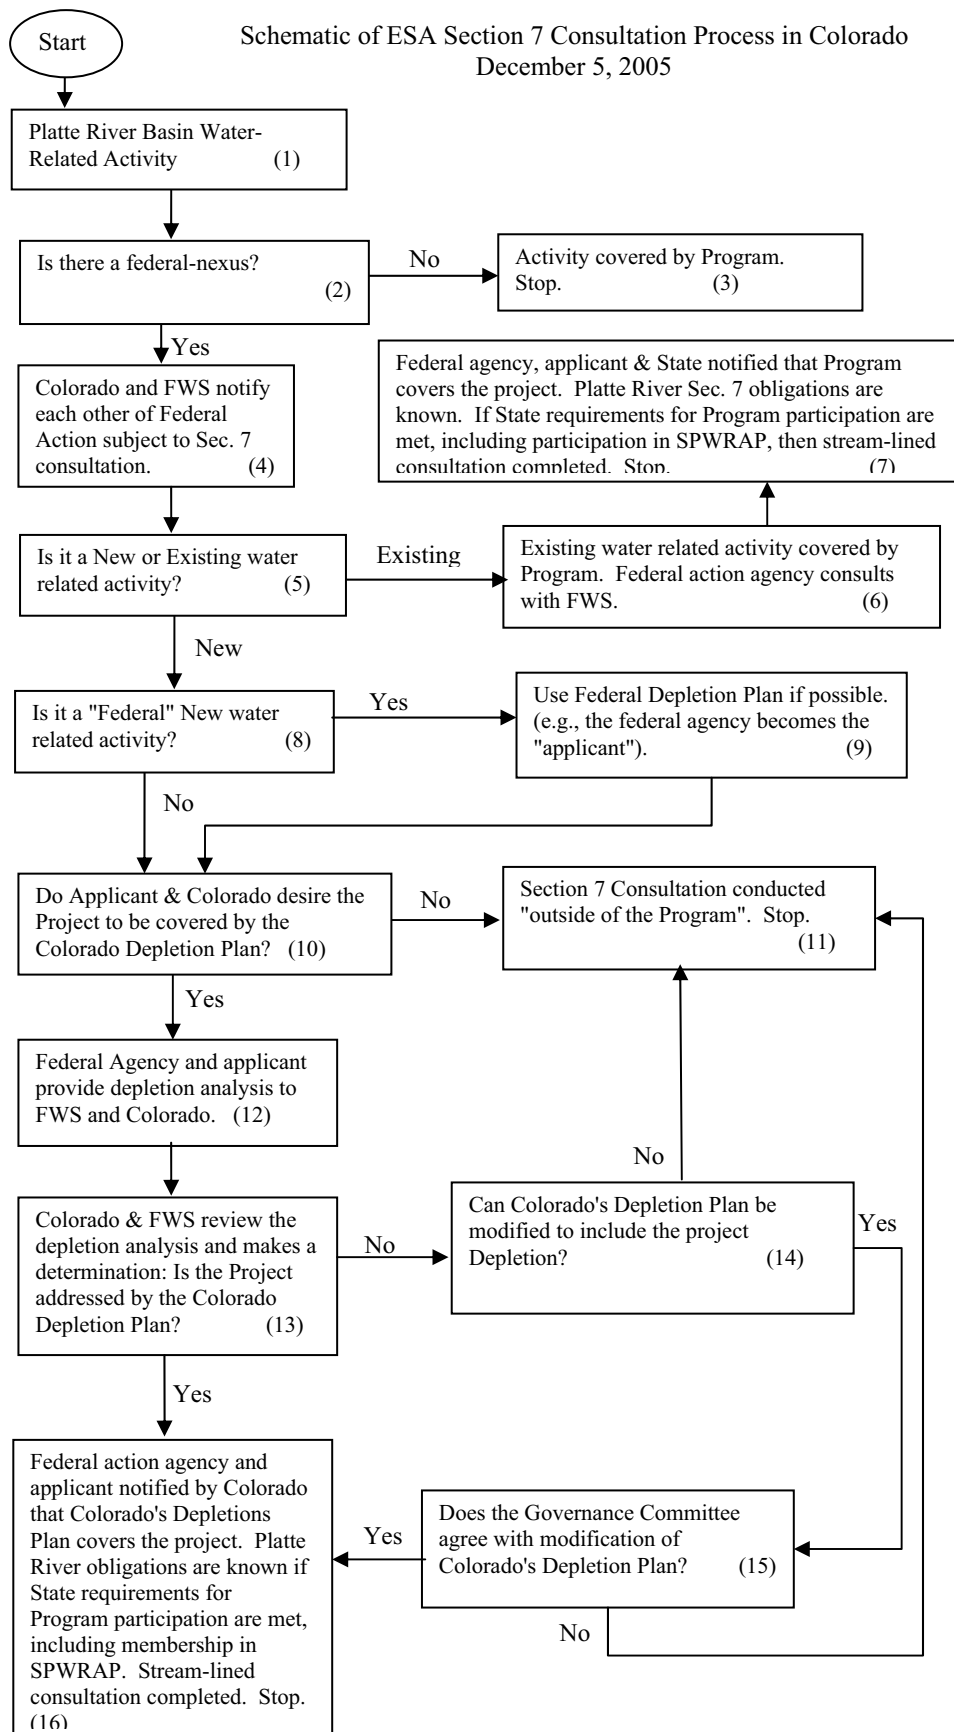 Start
Schematic of ESA Section 7 Consultation Process in Colorado
December 5, 2005
Platte River Basin Water-
Related Activity (1)
Is there a federal-nexus?
(2)
No
Activity covered by Program.
Stop. (3)
Yes
Colorado and FWS notify
each other of Federal
Action subject to Sec. 7
consultation. (4)
Federal agency, applicant & State notified that Program
covers the project. Platte River Sec. 7 obligations are
known. If State requirements for Program participation are
met, including participation in SPWRAP, then stream-lined
consultation completed. Stop. (7)
Is it a New or Existing water
related activity? (5)
Existing
Existing water related activity covered by
Program. Federal action agency consults
with FWS. (6)
New
Is it a "Federal" New water
related activity? (8)
Yes
Use Federal Depletion Plan if possible.
(e.g., the federal agency becomes the
"applicant"). (9)
No
Do Applicant & Colorado desire the
Project to be covered by the
Colorado Depletion Plan? (10)
No
Section 7 Consultation conducted
"outside of the Program". Stop.
(11)
Yes
Federal Agency and applicant
provide depletion analysis to
FWS and Colorado. (12)
No
Colorado & FWS review the
depletion analysis and makes a
determination: Is the Project
addressed by the Colorado
Depletion Plan? (13)
No
Can Colorado's Depletion Plan be
modified to include the project
Depletion? (14)
Yes
Yes
Federal action agency and
applicant notified by Colorado
that Colorado's Depletions
Plan covers the project. Platte
River obligations are known if
State requirements for
Program participation are met,
including membership in
SPWRAP. Stream-lined
consultation completed. Stop.
(16)
Yes
Does the Governance Committee
agree with modification of
Colorado's Depletion Plan? (15)
No